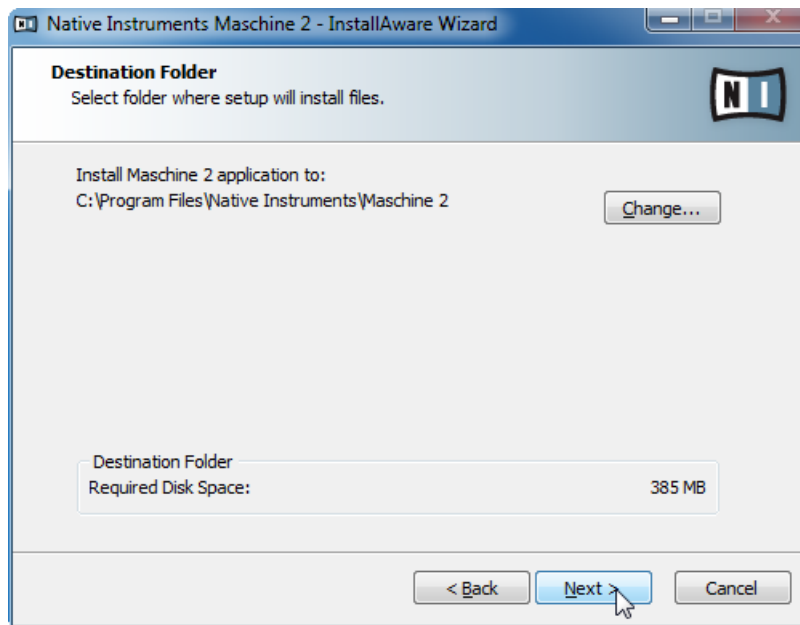 Native Instruments Maschine 2 - InstallAware Wizard
Destination Folder
Select folder where setup will install files.
N I
Install Maschine 2 application to:
C:\Program Files\Native Instruments\Maschine 2
Change...
Destination Folder
Required Disk Space: 385 MB
< Back Next > Cancel